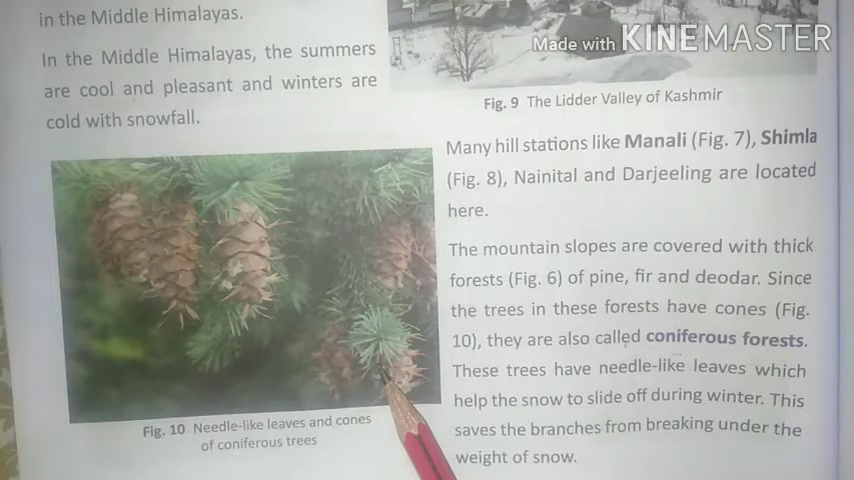 in the Middle Himalayas.
In the Middle Himalayas, the summers
are cool and pleasant and winters are
cold with snowfall.
Made with KINEMASTER
Fig. 9 The Lidder Valley of Kashmir
Many hill stations like Manali (Fig. 7), Shimla
(Fig. 8), Nainital and Darjeeling are located
here.
The mountain slopes are covered with thick
forests (Fig. 6) of pine, fir and deodar. Since
the trees in these forests have cones (Fig.
10), they are also called coniferous forests.
These trees have needle-like leaves which
help the snow to slide off during winter. This
saves the branches from breaking under the
weight of snow.
Fig. 10 Needle-like leaves and cones
of coniferous trees